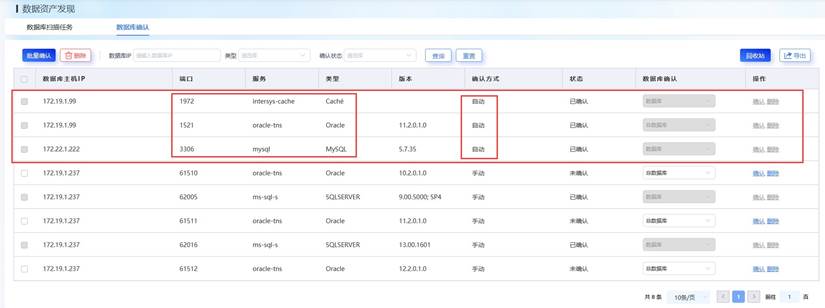 数据资产发现
数据库扫描任务 数据库确认
批量确认 删除 数据库IP 请输入数据库IP 类型 请选择 确认状态 请选择 查询 重置 回收站 导出
数据库主机IP 端口 服务 类型 版本 确认方式 状态 数据库确认 操作
172.19.1.99 1972 intersys-cache Caché 自动 已确认 数据库 确认 删除
172.19.1.99 1521 oracle-tns Oracle 11.2.0.1.0 自动 已确认 非数据库 确认 删除
172.22.1.222 3306 mysql MySQL 5.7.35 自动 已确认 数据库 确认 删除
172.19.1.237 61510 oracle-tns Oracle 10.2.0.1.0 手动 未确认 非数据库 确认 删除
172.19.1.237 62005 ms-sql-s SQLSERVER 9.00.5000; SP4 手动 已确认 数据库 确认 删除
172.19.1.237 61511 oracle-tns Oracle 11.2.0.1.0 手动 未确认 非数据库 确认 删除
172.19.1.237 62016 ms-sql-s SQLSERVER 13.00.1601 手动 已确认 数据库 确认 删除
172.19.1.237 61512 oracle-tns Oracle 12.2.0.1.0 手动 未确认 非数据库 确认 删除
共 8 条 10条/页 1 前往 1 页